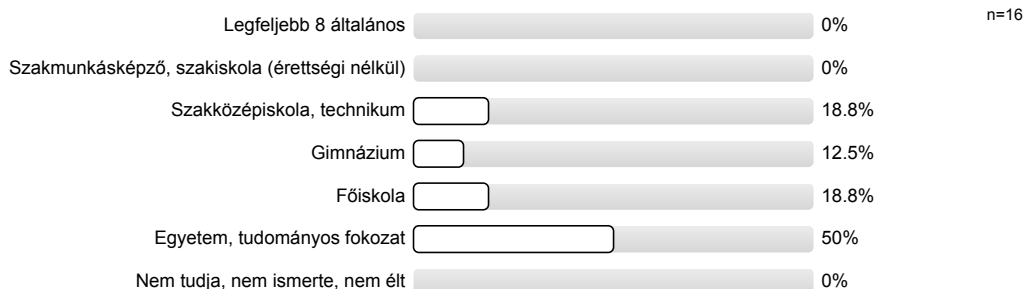 Legfeljebb 8 általános 0% n=16
Szakmunkásképző, szakiskola (érettségi nélkül) 0%
Szakközépiskola, technikum 18.8%
Gimnázium 12.5%
Főiskola 18.8%
Egyetem, tudományos fokozat 50%
Nem tudja, nem ismerte, nem élt 0%